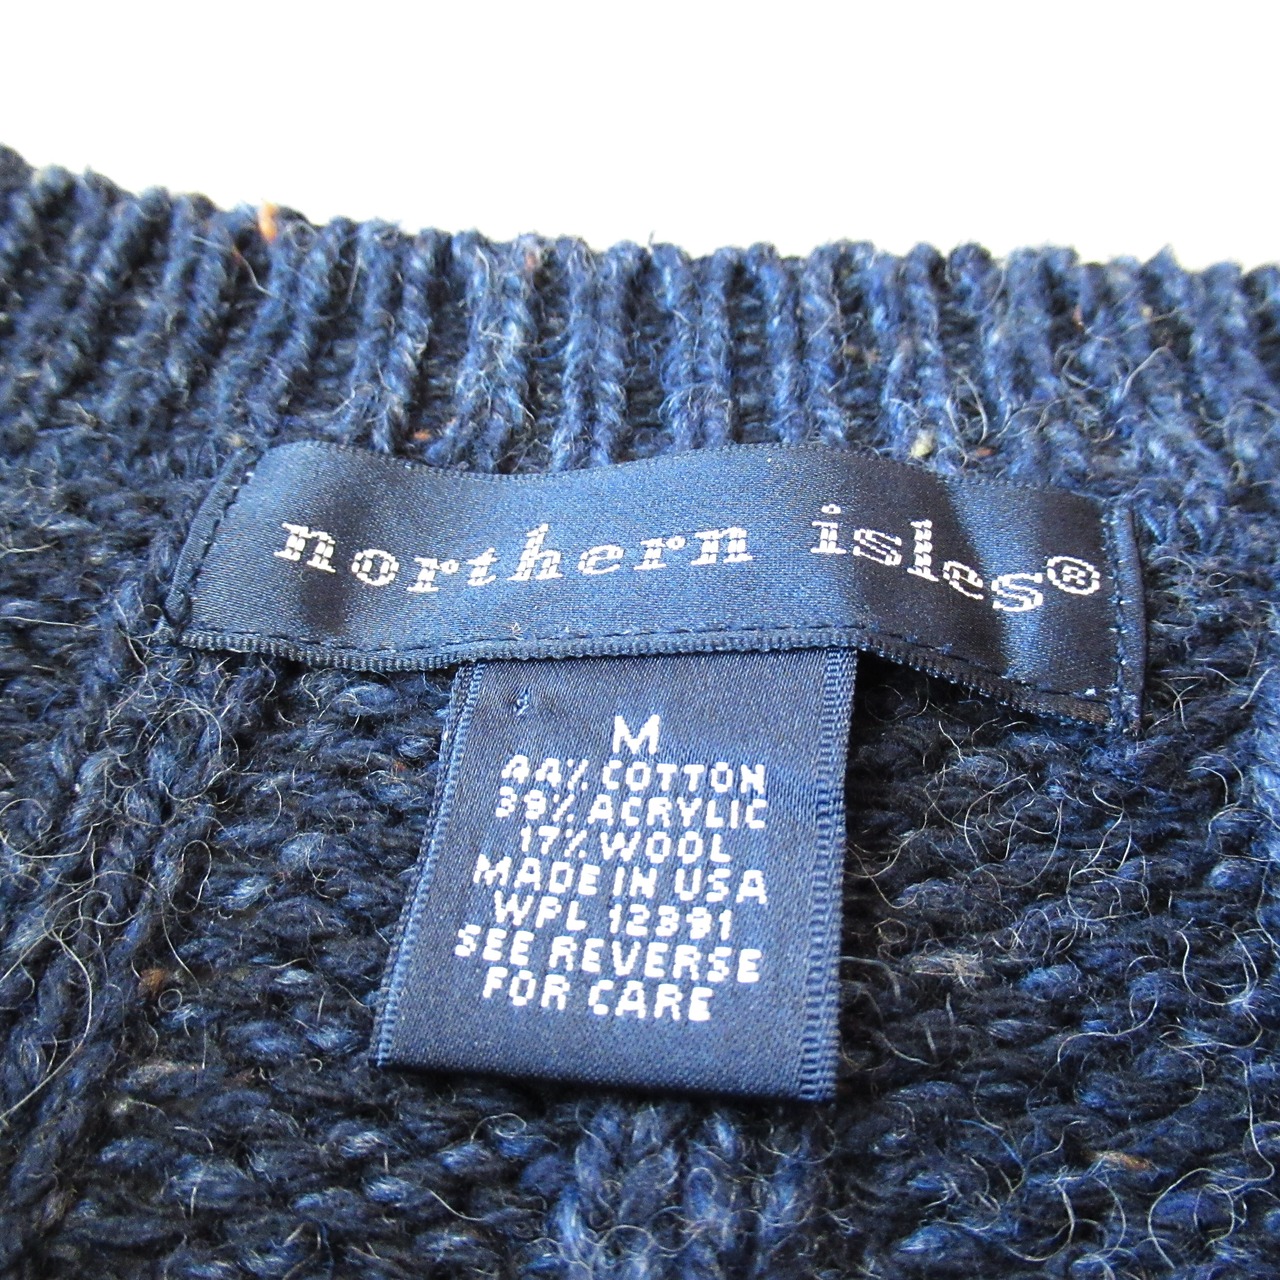 northern isles®
M
44% COTTON
39% ACRYLIC
17% WOOL
MADE IN USA
WPL 12391
SEE REVERSE
FOR CARE